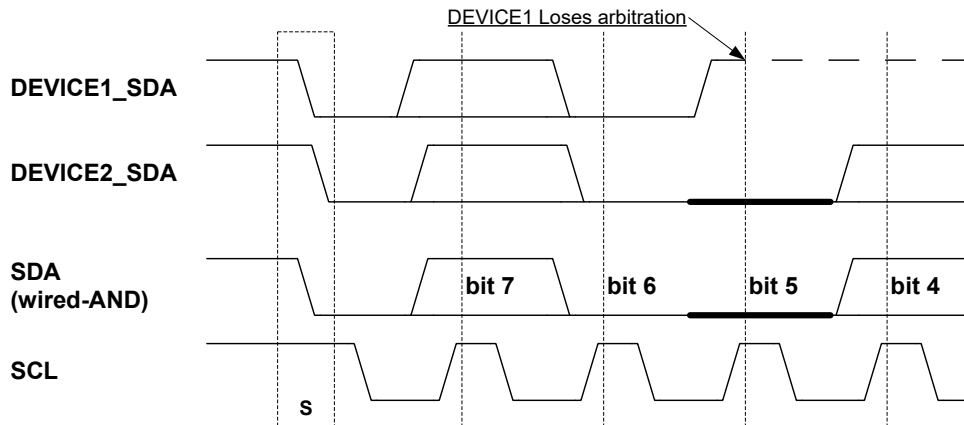 DEVICE1 Loses arbitration
DEVICE1_SDA
DEVICE2_SDA
SDA
(wired-AND)
bit 7 bit 6 bit 5 bit 4
SCL
S